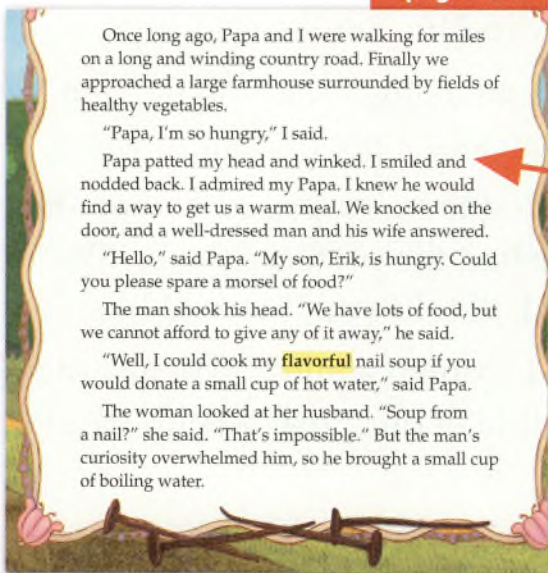 Once long ago, Papa and I were walking for miles
on a long and winding country road. Finally we
approached a large farmhouse surrounded by fields of
healthy vegetables.
"Papa, I'm so hungry," I said.
Papa patted my head and winked. I smiled and
nodded back. I admired my Papa. I knew he would
find a way to get us a warm meal. We knocked on the
door, and a well-dressed man and his wife answered.
"Hello," said Papa. "My son, Erik, is hungry. Could
you please spare a morsel of food?"
The man shook his head. "We have lots of food, but
we cannot afford to give any of it away," he said.
"Well, I could cook my flavorful nail soup if you
would donate a small cup of hot water," said Papa.
The woman looked at her husband. "Soup from
a nail?" she said. "That's impossible." But the man's
curiosity overwhelmed him, so he brought a small cup
of boiling water.